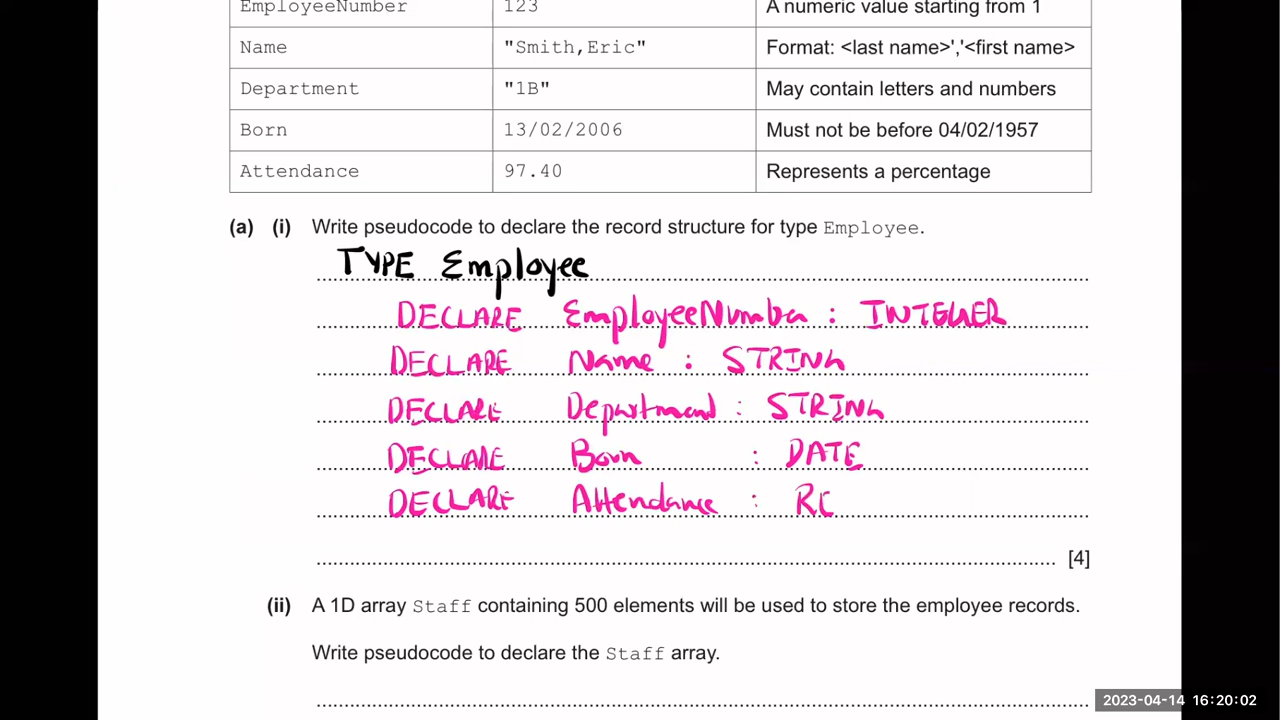 EmployeeNumber 123 A numeric value starting from 1
Name "Smith,Eric" Format: <last name>','<first name>
Department "1B" May contain letters and numbers
Born 13/02/2006 Must not be before 04/02/1957
Attendance 97.40 Represents a percentage
(a) (i) Write pseudocode to declare the record structure for type Employee.
TYPE Employee
DECLARE EmployeeNumber : INTEGER
DECLARE Name : STRING
DECLARE Department : STRING
DECLARE Born : DATE
DECLARE Attendance : RE
[4]
(ii) A 1D array Staff containing 500 elements will be used to store the employee records.
Write pseudocode to declare the Staff array.
2023-04-14 16:20:02